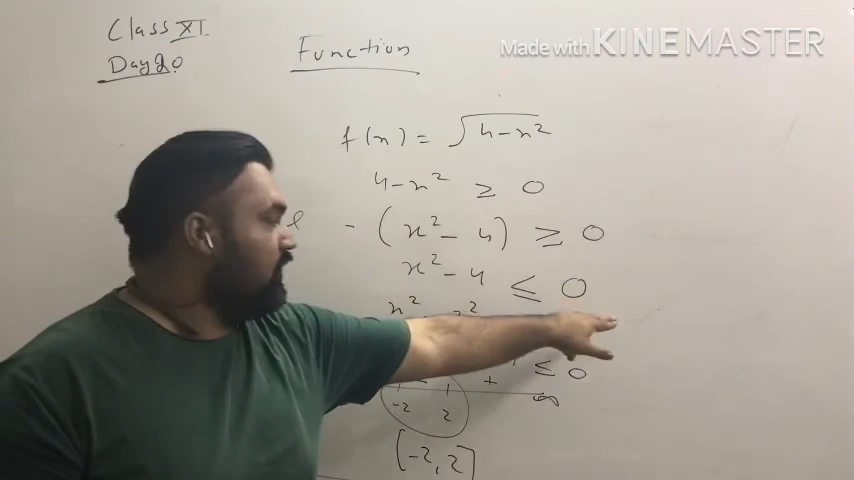 Class XI.
Day 20
Function
Made with KINEMASTER
f(x) = √4-x²
4-x² ≥ 0
- (x² - 4) ≥ 0
x² - 4 ≤ 0
x² 2²
≤ 0
+
-2 2 ∞
[-2, 2]